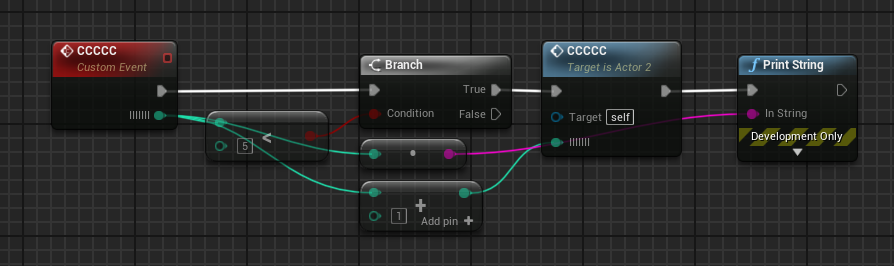 CCCCC
Custom Event
IIIIIII
<
5
Branch
True
Condition
False
+
1
Add pin +
CCCCC
Target is Actor 2
Target self
IIIIIII
f Print String
In String
Development Only